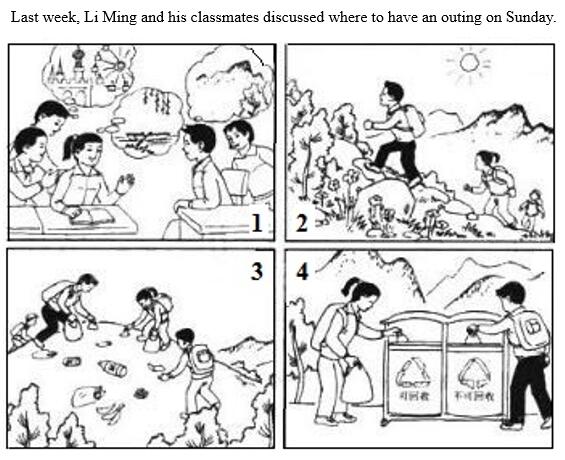 Last week, Li Ming and his classmates discussed where to have an outing on Sunday.
1
2
3
4
可回收
不可回收